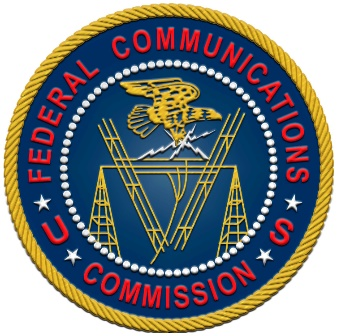 FEDERAL COMMUNICATIONS
COMMISSION
U S